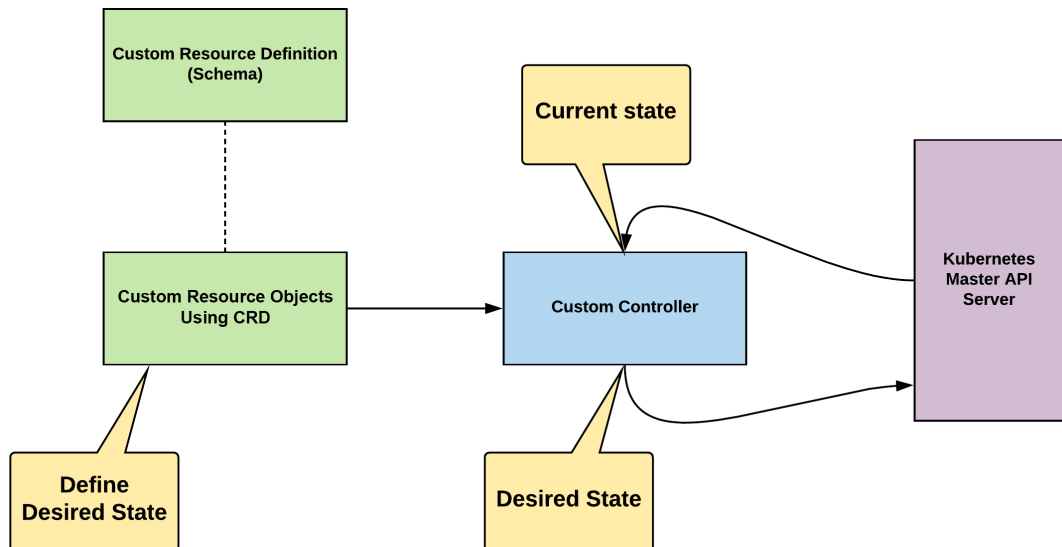 Custom Resource Definition
(Schema)
Current state
Kubernetes
Master API
Server
Custom Resource Objects
Using CRD
Custom Controller
Define
Desired State
Desired State